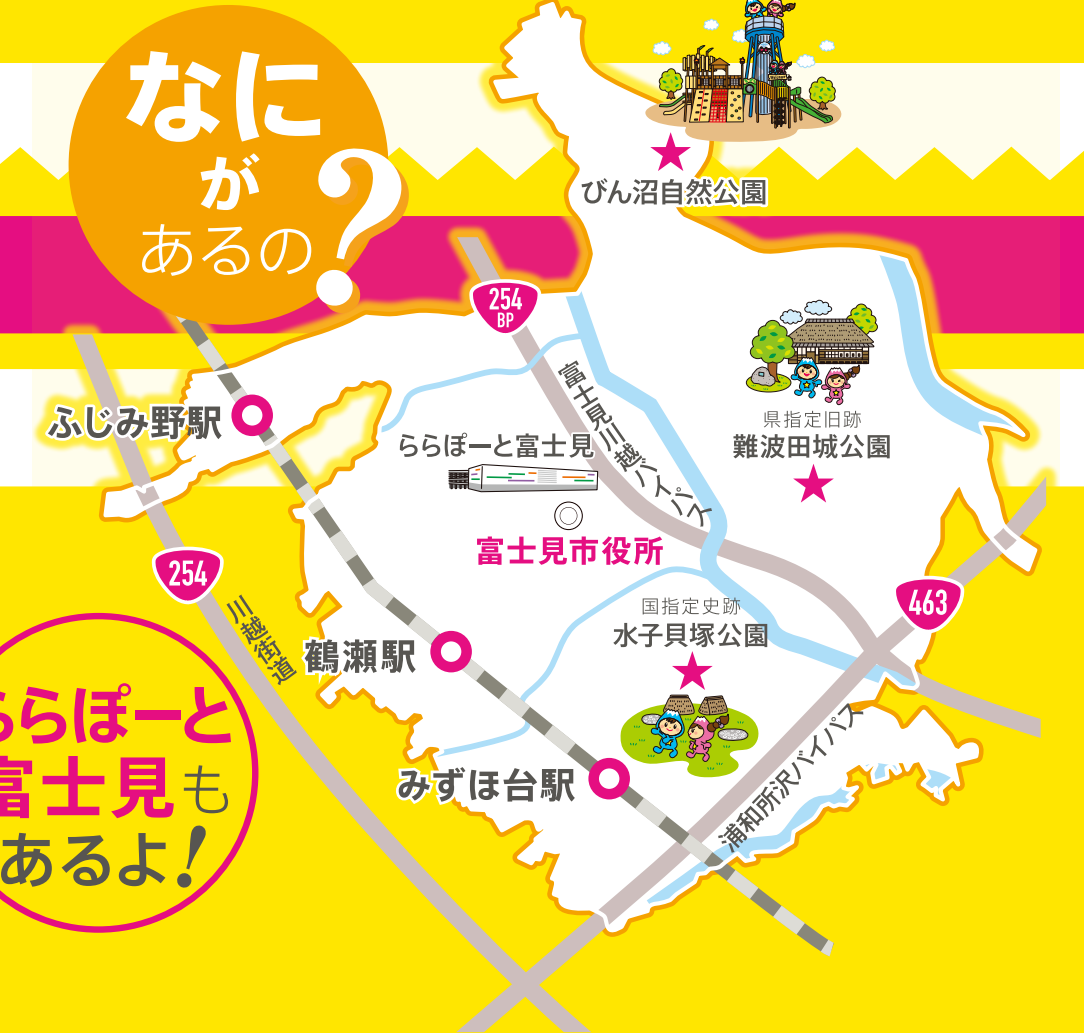 なに
が
あるの？
びん沼自然公園
254
BP
富士見川越バイパス
県指定旧跡
難波田城公園
ふじみ野駅
ららぽーと富士見
富士見市役所
254
川越街道
463
国指定史跡
水子貝塚公園
鶴瀬駅
みずほ台駅
浦和所沢バイパス
ららぽーと
富士見も
あるよ！